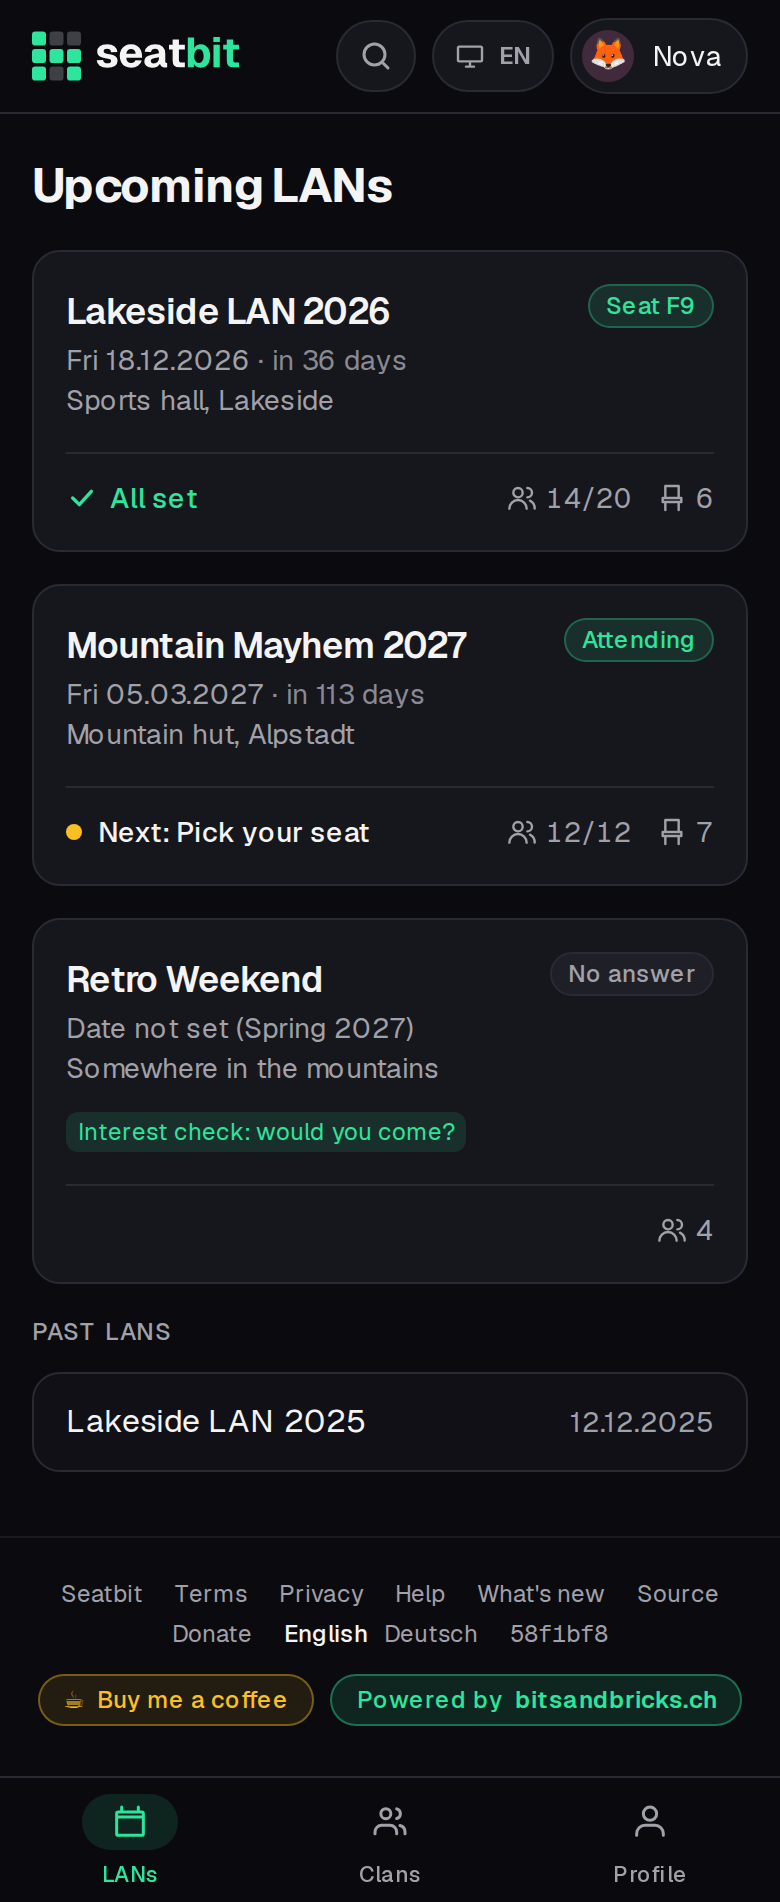 seatbit
EN
Nova
Upcoming LANs
Lakeside LAN 2026
Seat F9
Fri 18.12.2026 · in 36 days
Sports hall, Lakeside
All set
14/20
6
Mountain Mayhem 2027
Attending
Fri 05.03.2027 · in 113 days
Mountain hut, Alpstadt
Next: Pick your seat
12/12
7
Retro Weekend
No answer
Date not set (Spring 2027)
Somewhere in the mountains
Interest check: would you come?
4
PAST LANS
Lakeside LAN 2025
12.12.2025
Seatbit Terms Privacy Help What's new Source
Donate English Deutsch 58f1bf8
Buy me a coffee
Powered by bitsandbricks.ch
LANs
Clans
Profile